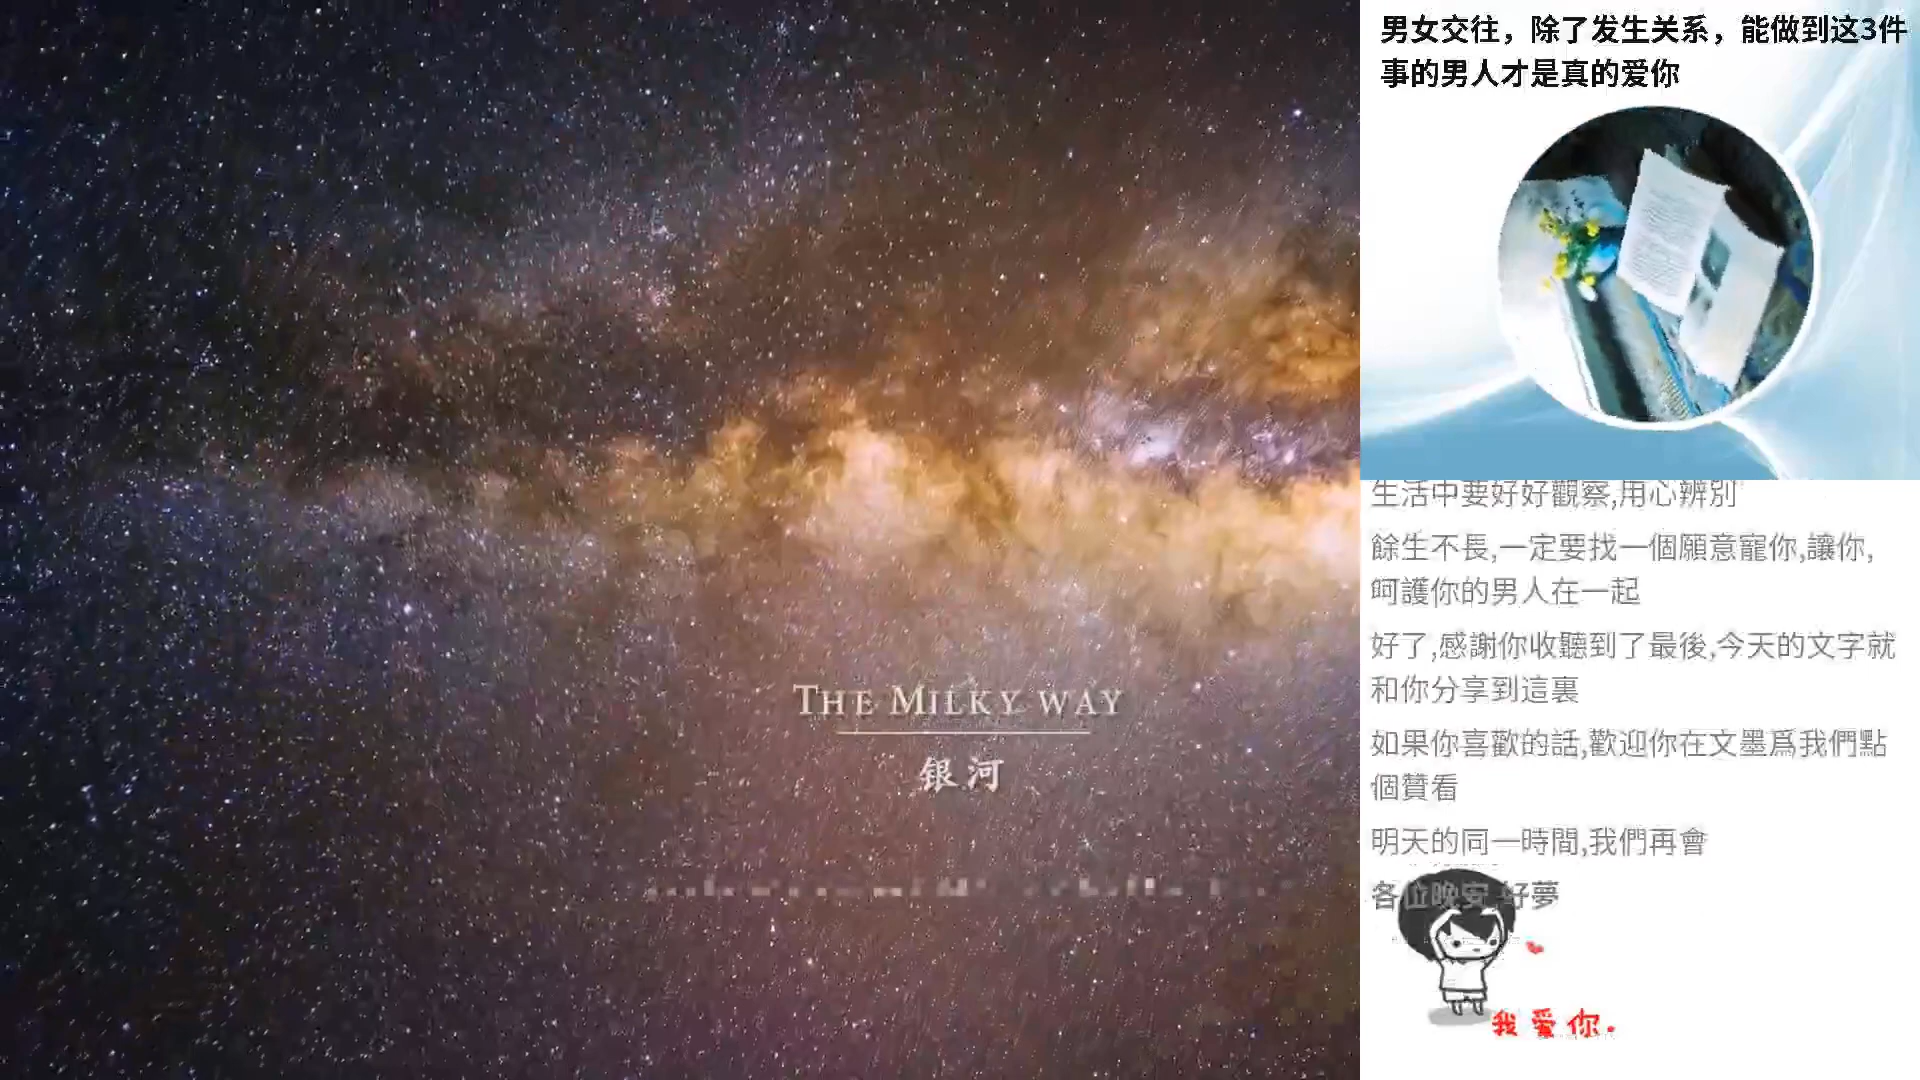 男女交往，除了发生关系，能做到这3件
事的男人才是真的爱你
THE MILKY WAY
银河
生活中要好好觀察,用心辨別
餘生不長,一定要找一個願意寵你,讓你,
呵護你的男人在一起
好了,感謝你收聽到了最後,今天的文字就
和你分享到這裏
如果你喜歡的話,歡迎你在文墨爲我們點
個贊看
明天的同一時間,我們再會
各位晚安,好夢
我爱你.